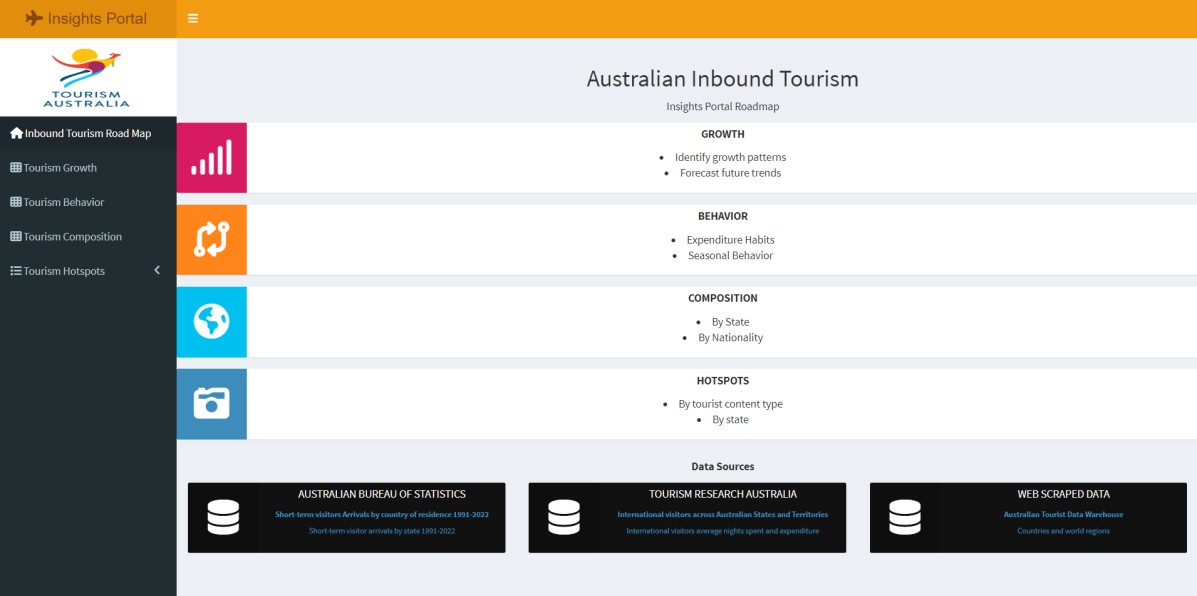 Insights Portal
TOURISM
AUSTRALIA
Inbound Tourism Road Map
Tourism Growth
Tourism Behavior
Tourism Composition
Tourism Hotspots
Australian Inbound Tourism
Insights Portal Roadmap
GROWTH
• Identify growth patterns
• Forecast future trends
BEHAVIOR
• Expenditure Habits
• Seasonal Behavior
COMPOSITION
• By State
• By Nationality
HOTSPOTS
• By tourist content type
• By state
Data Sources
AUSTRALIAN BUREAU OF STATISTICS
Short-term visitors Arrivals by country of residence 1991-2022
Short-term visitor arrivals by state 1991-2022
TOURISM RESEARCH AUSTRALIA
International visitors across Australian States and Territories
International visitors average nights spent and expenditure
WEB SCRAPED DATA
Australian Tourist Data Warehouse
Countries and world regions